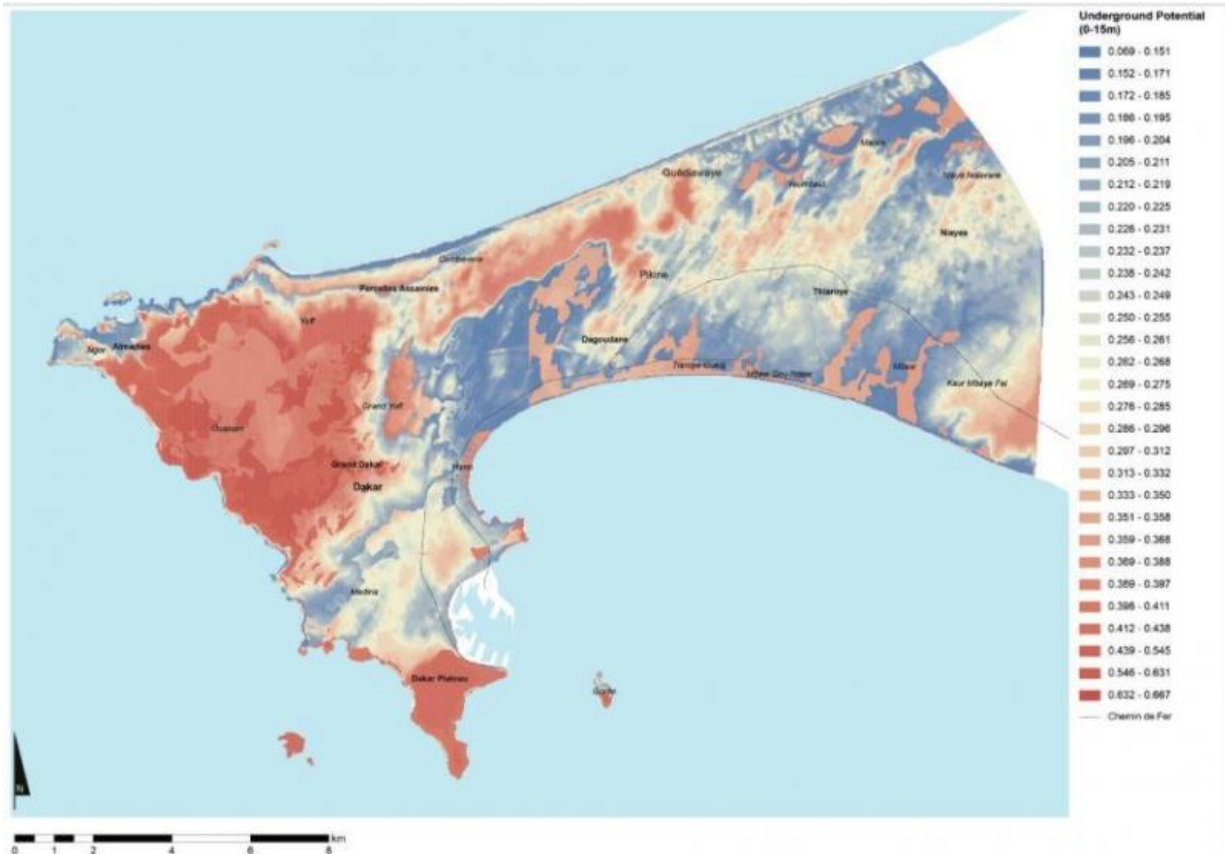 Underground Potential
(0-15m)
0.069 - 0.151
0.152 - 0.171
0.172 - 0.185
0.186 - 0.195
0.196 - 0.204
0.205 - 0.211
0.212 - 0.219
0.220 - 0.225
0.226 - 0.231
0.232 - 0.237
0.238 - 0.242
0.243 - 0.249
0.250 - 0.255
0.256 - 0.261
0.262 - 0.268
0.269 - 0.275
0.276 - 0.285
0.286 - 0.296
0.297 - 0.312
0.313 - 0.332
0.333 - 0.350
0.351 - 0.358
0.359 - 0.368
0.369 - 0.388
0.389 - 0.397
0.398 - 0.411
0.412 - 0.438
0.439 - 0.545
0.546 - 0.631
0.632 - 0.667
Chemin de Fer
Guédiawaye
Yeumbeul
Niayes
Cambérène
Pikine
Parcelles Assainies
Thiaroye
Yoff
Dagoudane
Ngor
Almadies
Mbao
Keur Mbaye Fal
Grand Yoff
Ouakam
Grand Dakar
Hann
Dakar
Medina
Dakar Plateau
Gorée
N
0 1 2 4 6 8 km